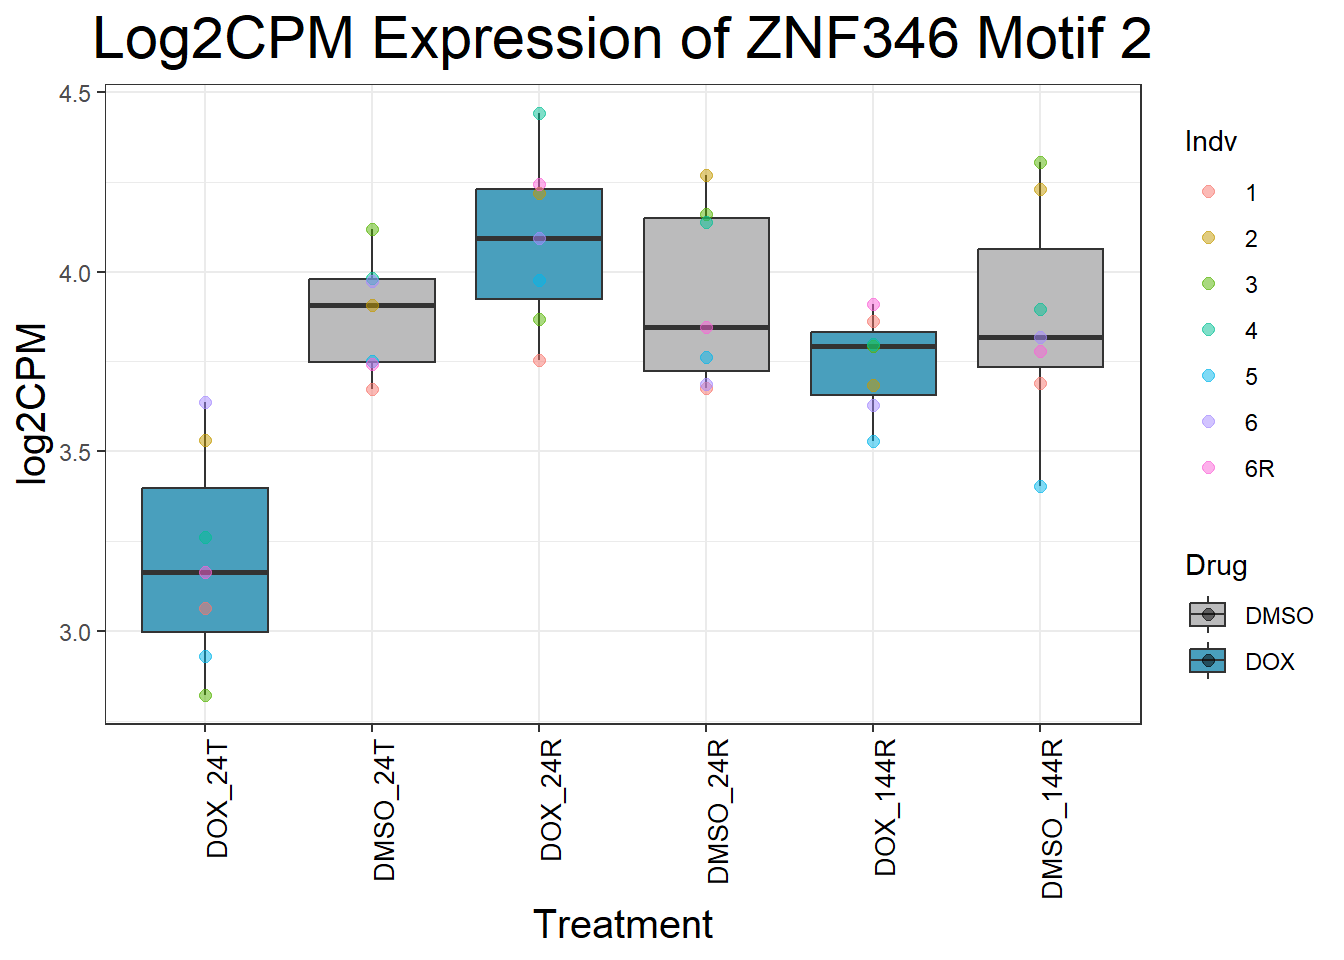 Log2CPM Expression of ZNF346 Motif 2
log2CPM
4.5
4.0
3.5
3.0
DOX_24T
DMSO_24T
DOX_24R
DMSO_24R
DOX_144R
DMSO_144R
Treatment
Indv
1
2
3
4
5
6
6R
Drug
DMSO
DOX